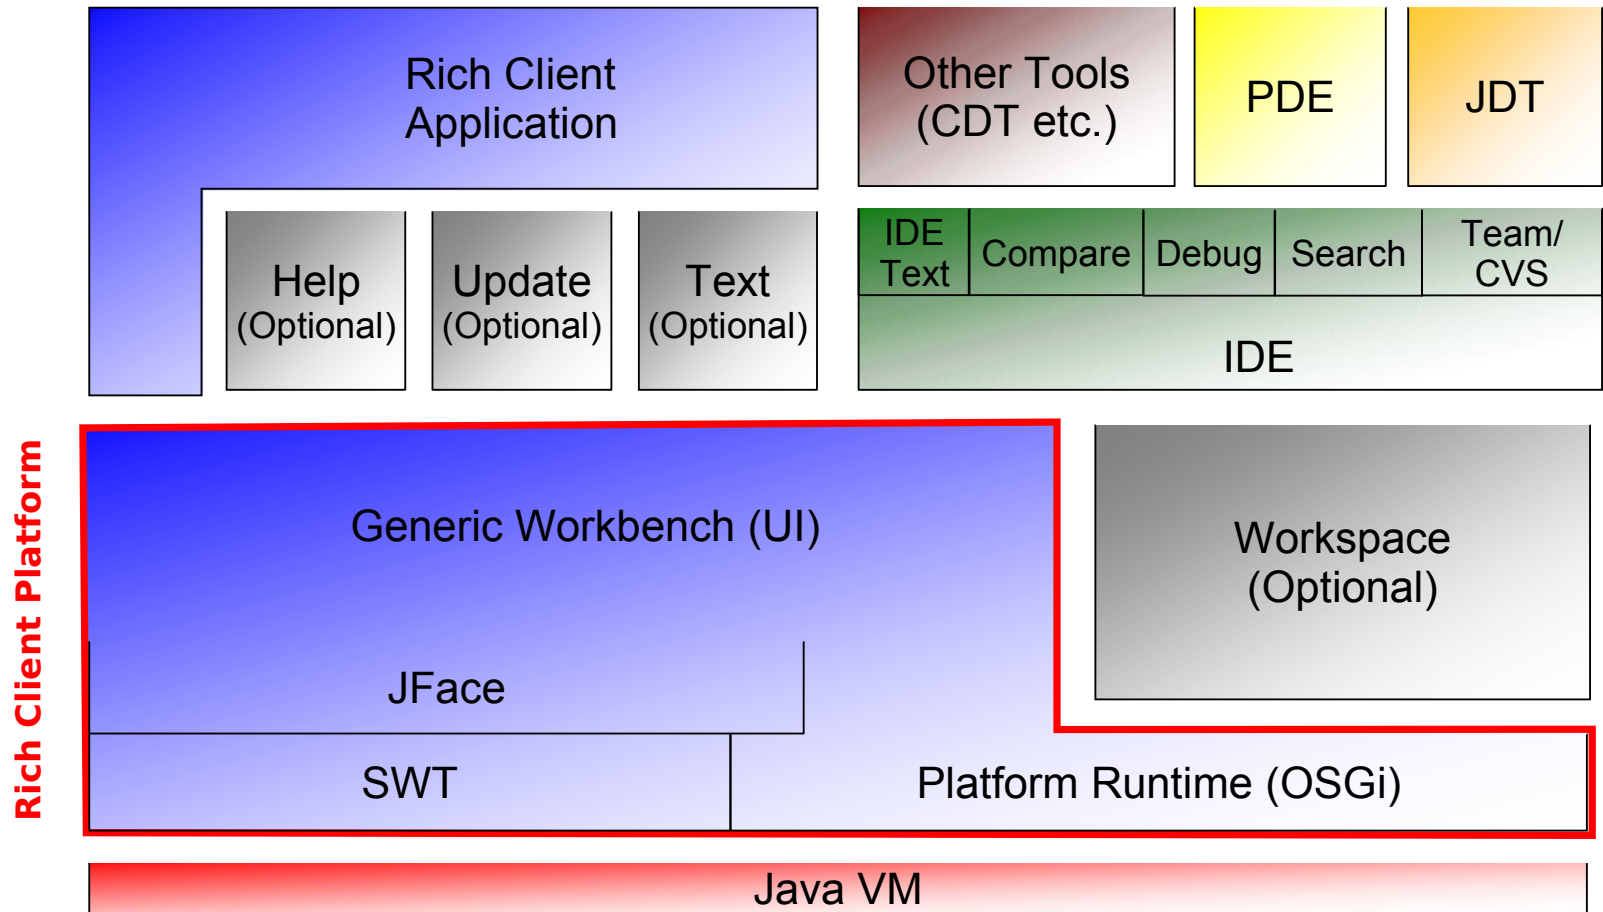 Rich Client
Application
Other Tools
(CDT etc.)
PDE
JDT
Help
(Optional)
Update
(Optional)
Text
(Optional)
IDE
Text
Compare
Debug
Search
Team/
CVS
IDE
Rich Client Platform
Generic Workbench (UI)
Workspace
(Optional)
JFace
SWT
Platform Runtime (OSGi)
Java VM